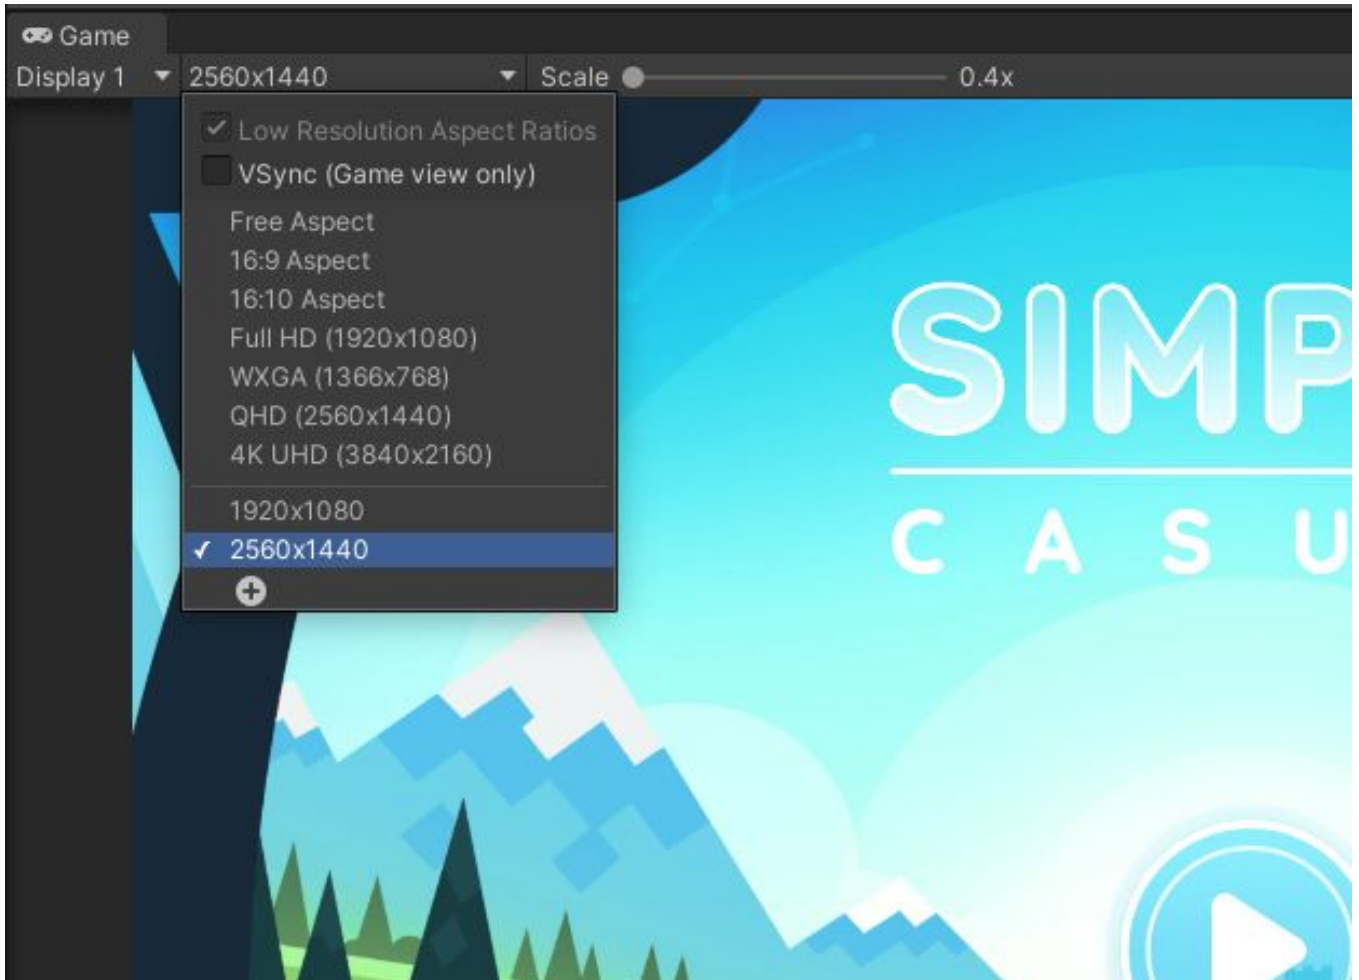 Game
Display 1 2560x1440 Scale 0.4x
Low Resolution Aspect Ratios
VSync (Game view only)
Free Aspect
16:9 Aspect
16:10 Aspect
Full HD (1920x1080)
WXGA (1366x768)
QHD (2560x1440)
4K UHD (3840x2160)
1920x1080
2560x1440
SIMP
CASU